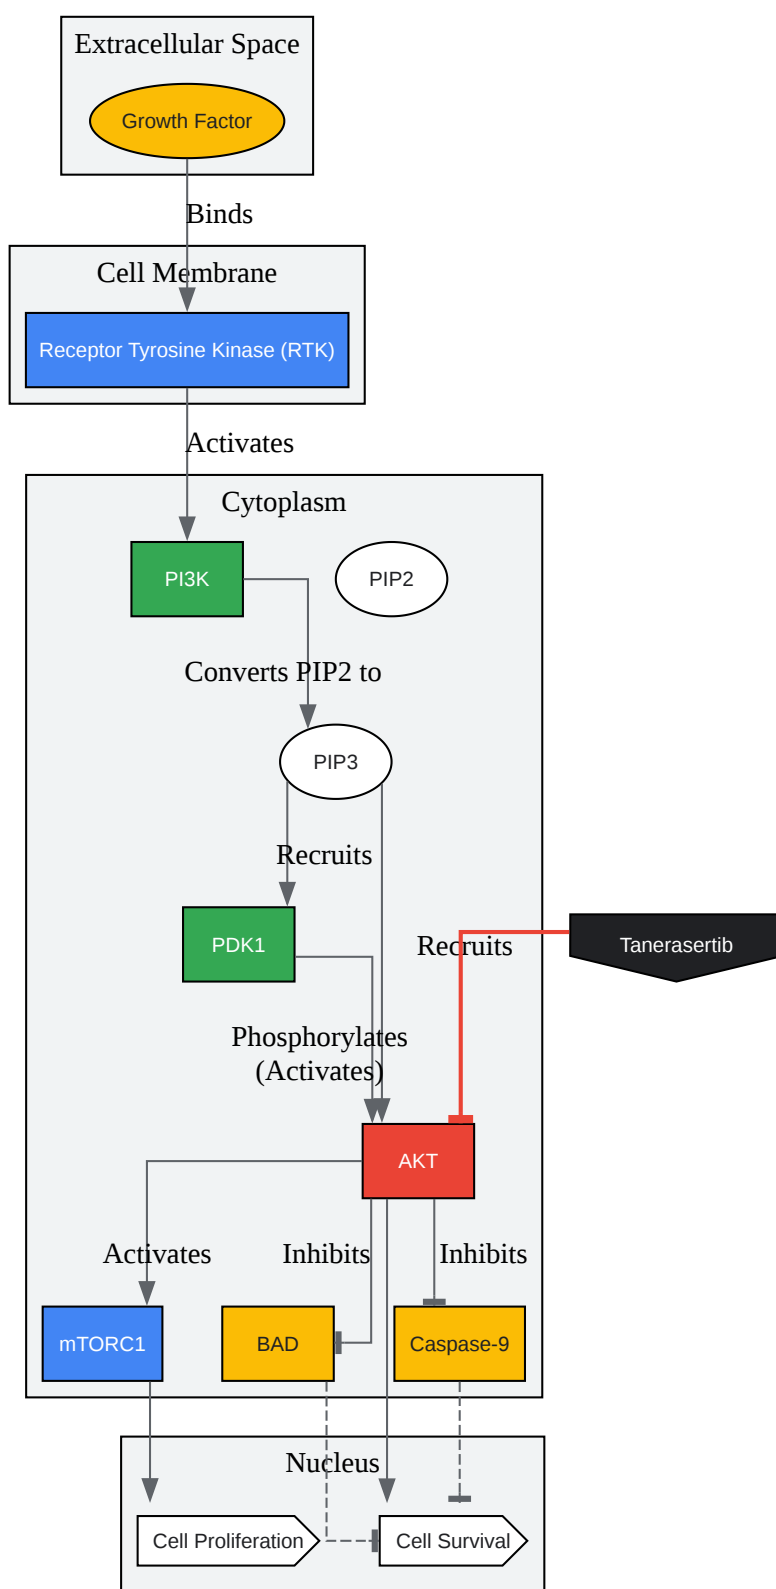 Extracellular Space
Growth Factor
Binds
Cell Membrane
Receptor Tyrosine Kinase (RTK)
Activates
Cytoplasm
PI3K
PIP2
Converts PIP2 to
PIP3
Recruits
PDK1
Recruits
Tanerasertib
Phosphorylates
(Activates)
AKT
Activates
Inhibits
Inhibits
mTORC1
BAD
Caspase-9
Nucleus
Cell Proliferation
Cell Survival